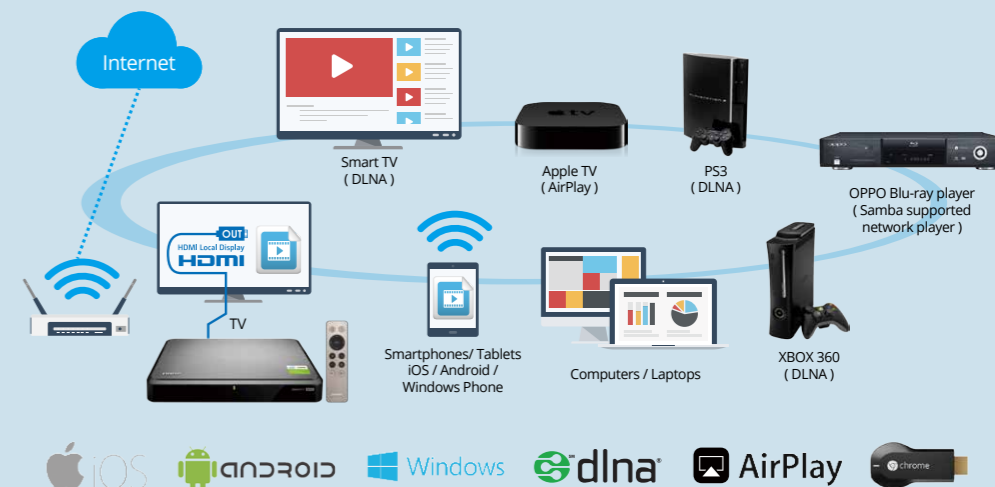 Internet
Smart TV
( DLNA )
tv
Apple TV
( AirPlay )
PS3
( DLNA )
OPPO Blu-ray player
( Samba supported
network player )
OUT
HDMI Local Display
HDMI
TV
Smartphones/ Tablets
iOS / Android /
Windows Phone
Computers / Laptops
XBOX 360
( DLNA )
iOS
ANDROID
Windows
dlna
AirPlay
chrome